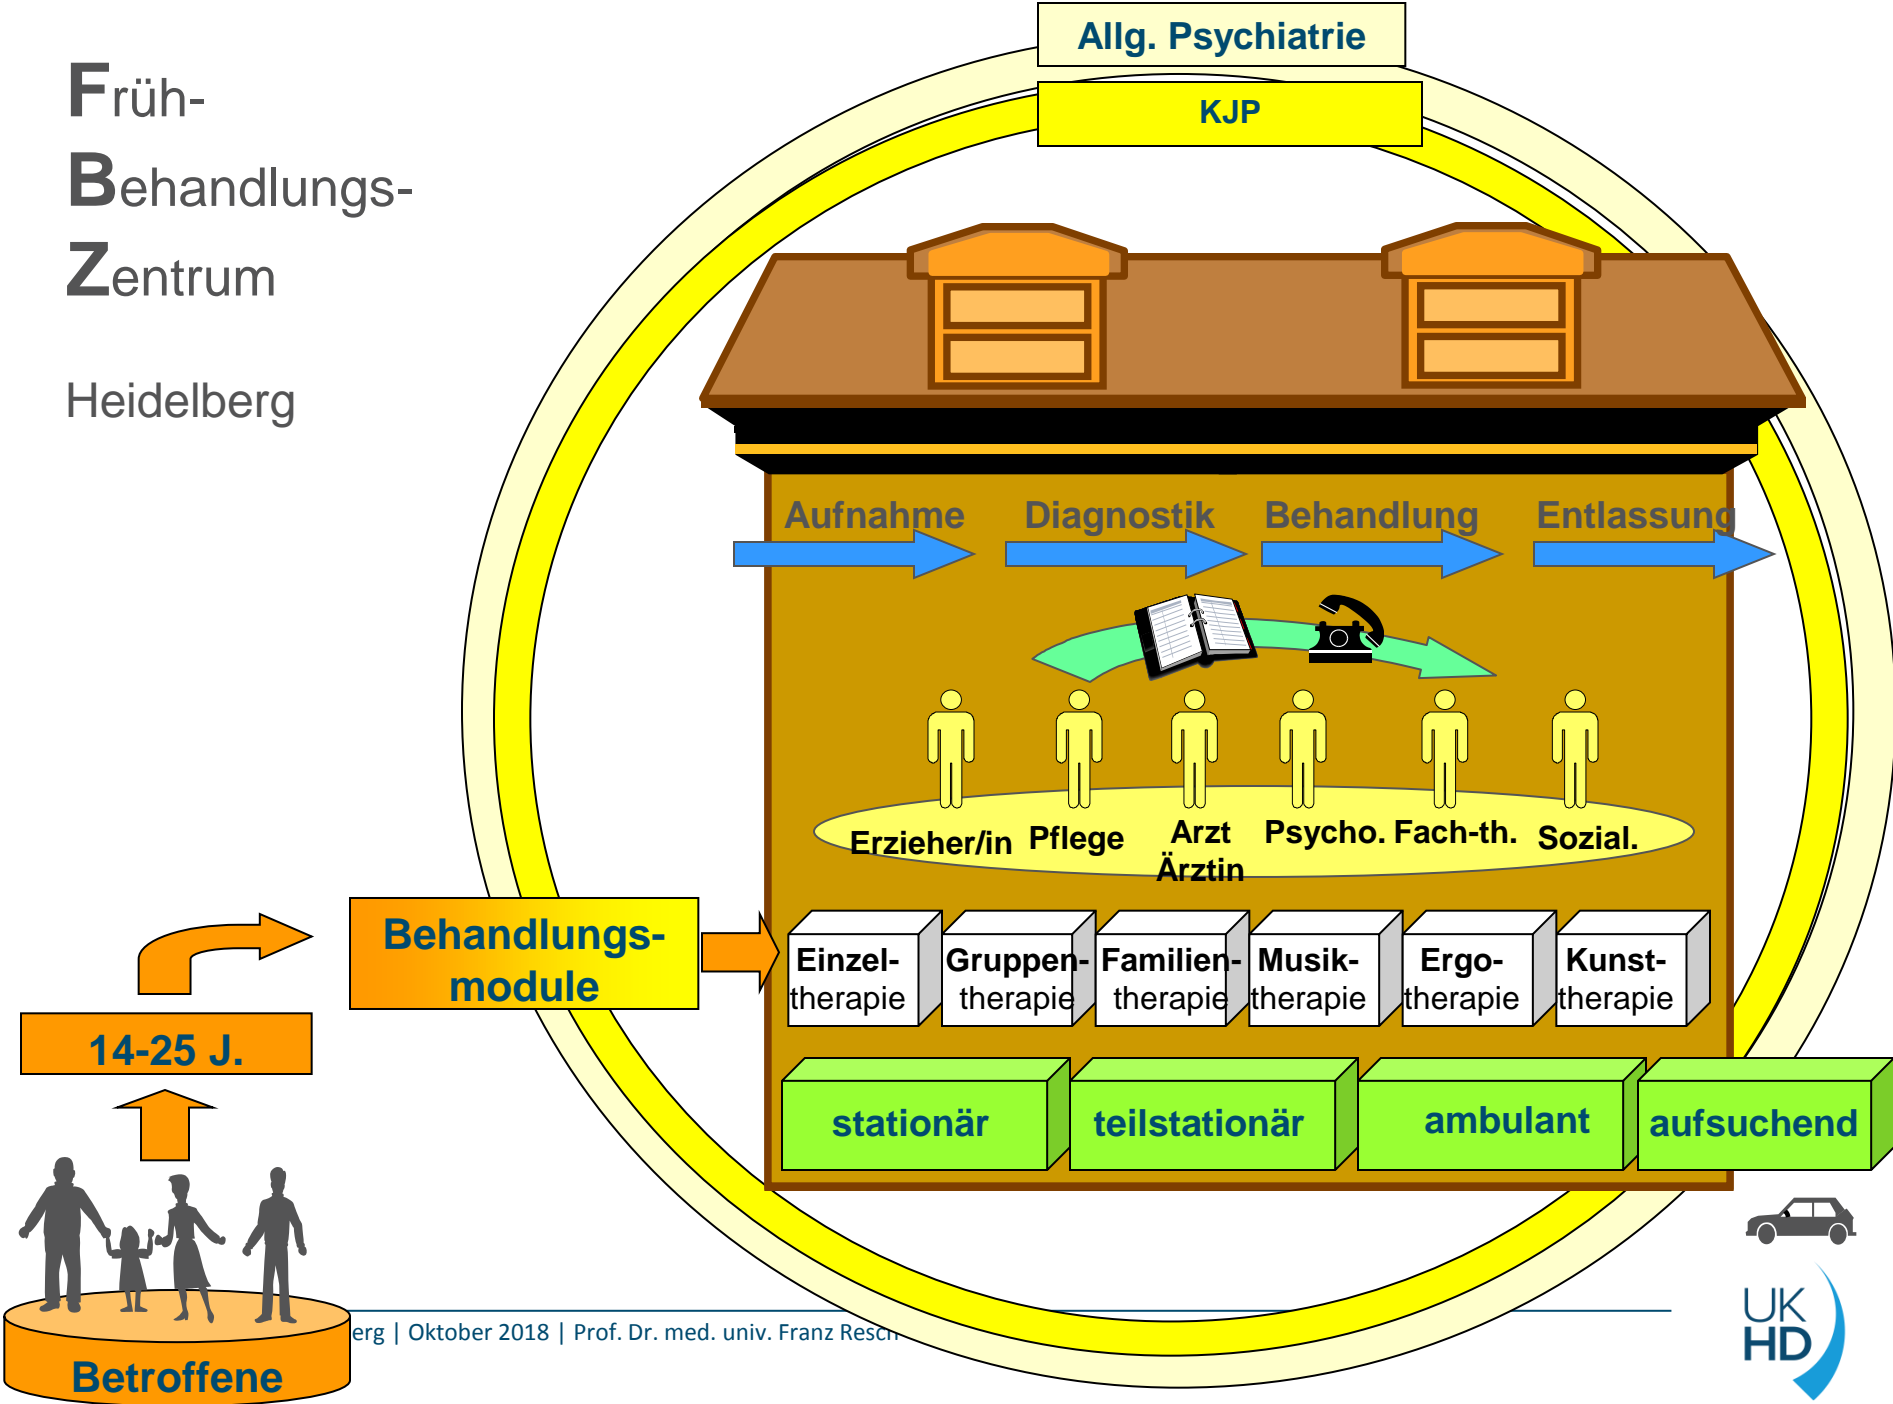 Früh-
Behandlungs-
Zentrum
Heidelberg
Allg. Psychiatrie
KJP
Aufnahme
Diagnostik
Behandlung
Entlassung
Erzieher/in
Pflege
Arzt
Ärztin
Psycho.
Fach-th.
Sozial.
Behandlungs-
module
Einzel-
therapie
Gruppen-
therapie
Familien-
therapie
Musik-
therapie
Ergo-
therapie
Kunst-
therapie
14-25 J.
stationär
teilstationär
ambulant
aufsuchend
Betroffene
erg | Oktober 2018 | Prof. Dr. med. univ. Franz Resch
UK
HD